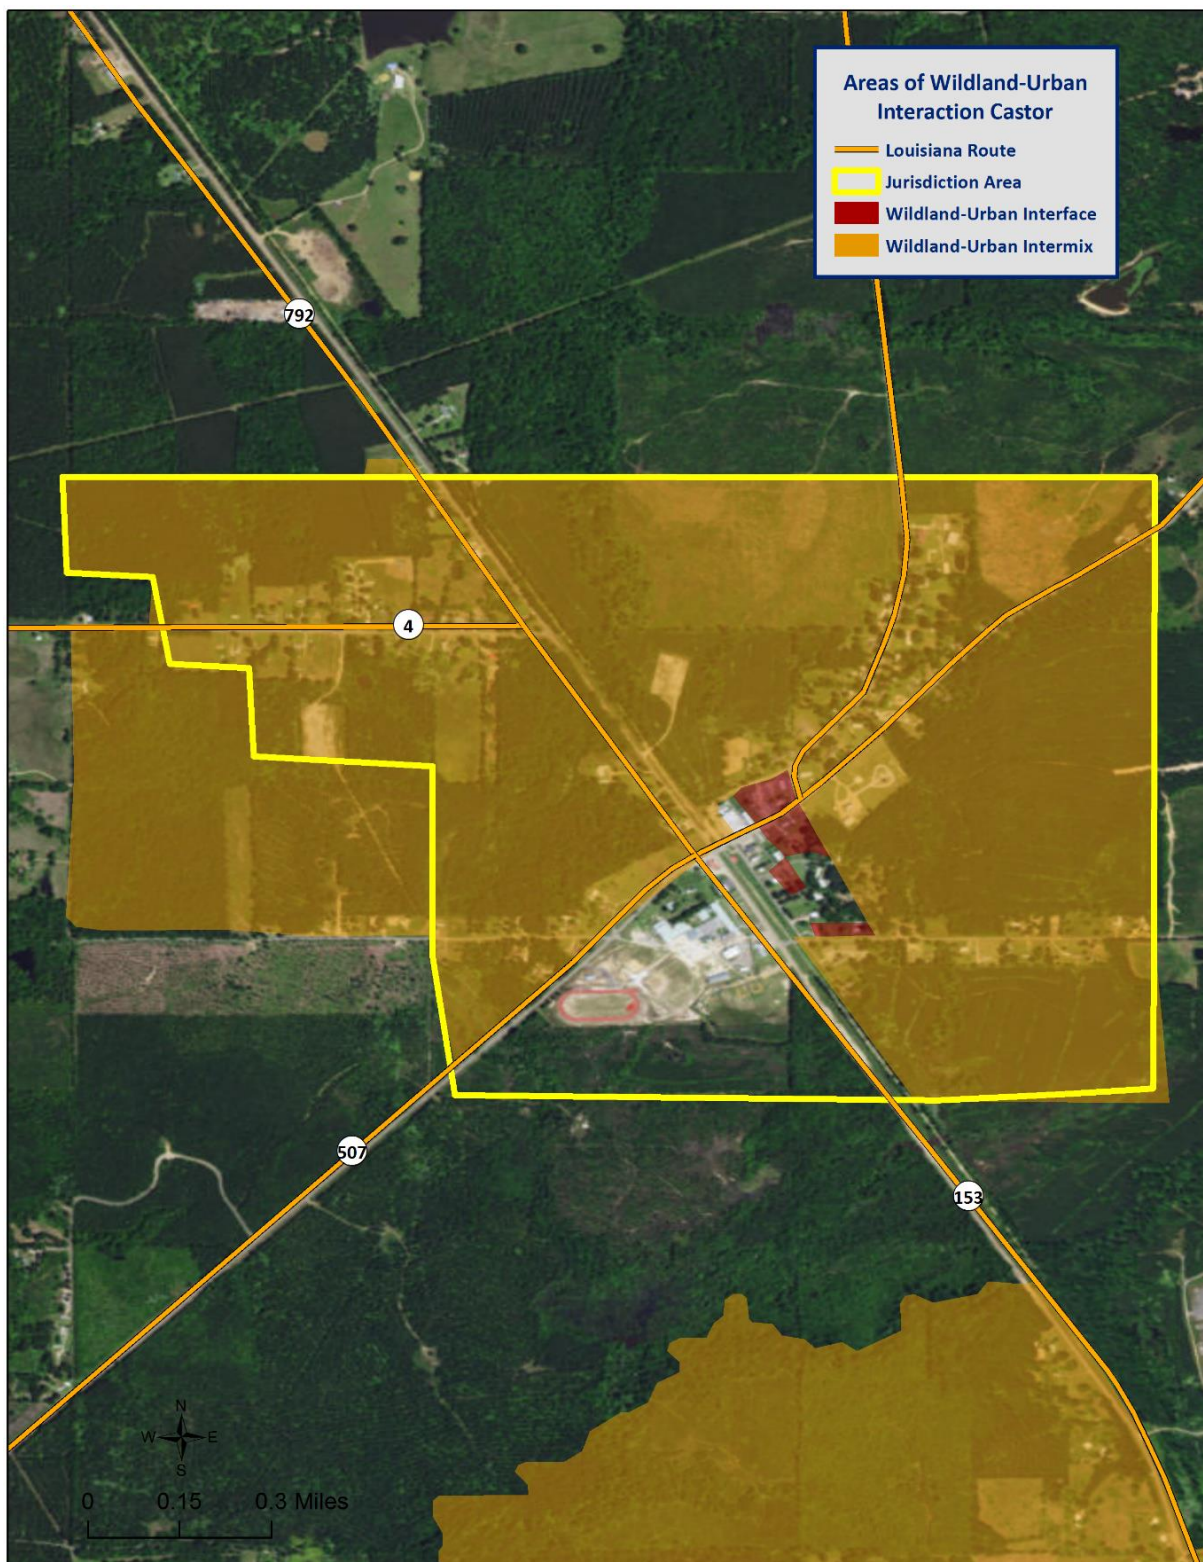 Areas of Wildland-Urban
Interaction Castor
Louisiana Route
Jurisdiction Area
Wildland-Urban Interface
Wildland-Urban Intermix
792
4
507
153
N
W E
S
0 0.15 0.3 Miles